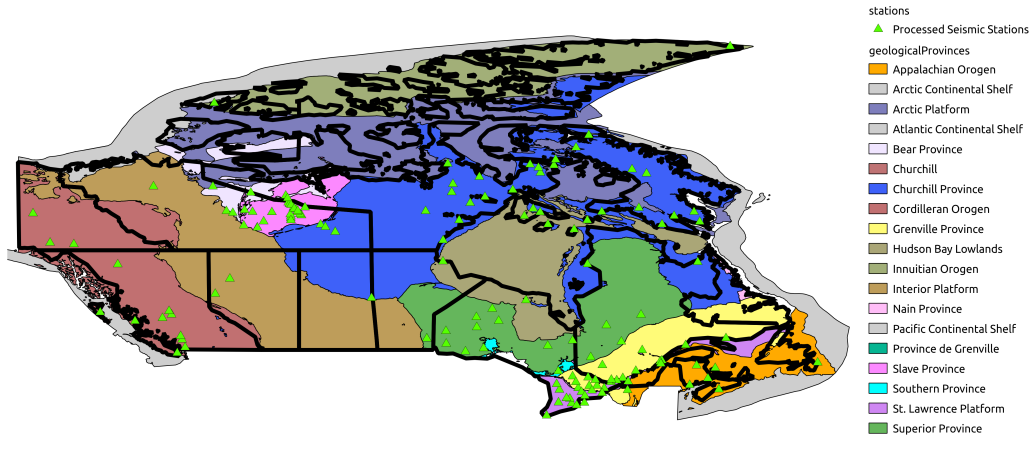 stations
Processed Seismic Stations
geologicalProvinces
Appalachian Orogen
Arctic Continental Shelf
Arctic Platform
Atlantic Continental Shelf
Bear Province
Churchill
Churchill Province
Cordilleran Orogen
Grenville Province
Hudson Bay Lowlands
Innuitian Orogen
Interior Platform
Nain Province
Pacific Continental Shelf
Province de Grenville
Slave Province
Southern Province
St. Lawrence Platform
Superior Province